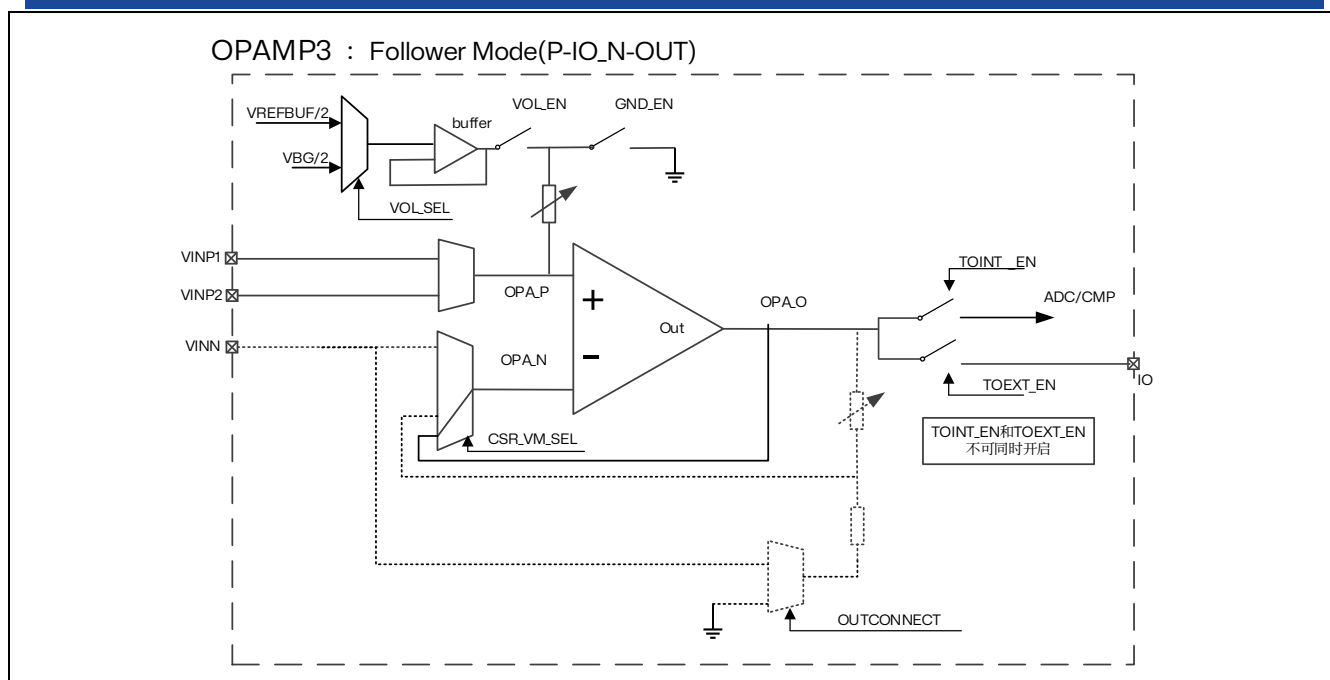 OPAMP3 : Follower Mode(P-IO_N-OUT)
VREFBUF/2
VBG/2
VOL_SEL
buffer
VOL_EN
GND_EN
VINP1
VINP2
VINN
OPA_P
OPA_N
CSR_VM_SEL
Out
OPA_O
TOINT _EN
ADC/CMP
TOEXT_EN
IO
TOINT_EN和TOEXT_EN
不可同时开启
OUTCONNECT